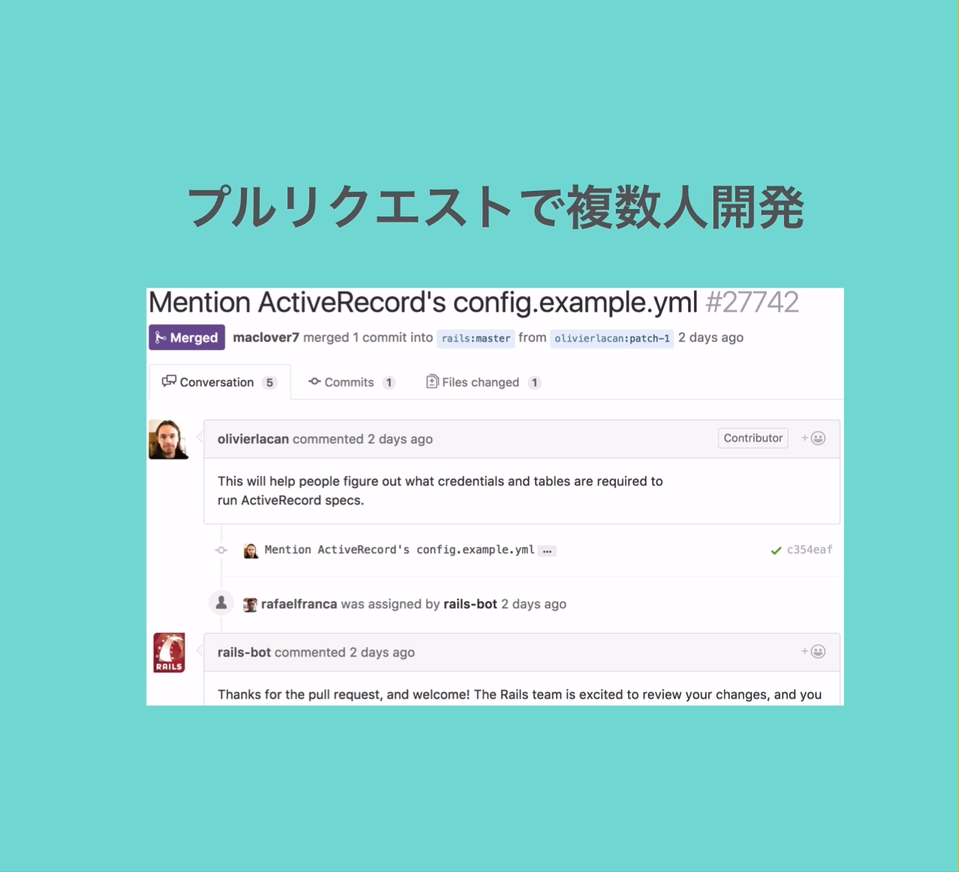 プルリクエストで複数人開発
Mention ActiveRecord's config.example.yml #27742
Merged maclover7 merged 1 commit into rails:master from olivierlacan:patch-1 2 days ago
Conversation 5 Commits 1 Files changed 1
olivierlacan commented 2 days ago Contributor +
This will help people figure out what credentials and tables are required to
run ActiveRecord specs.
Mention ActiveRecord's config.example.yml … c354eaf
rafaelfranca was assigned by rails-bot 2 days ago
RAILS
rails-bot commented 2 days ago +
Thanks for the pull request, and welcome! The Rails team is excited to review your changes, and you